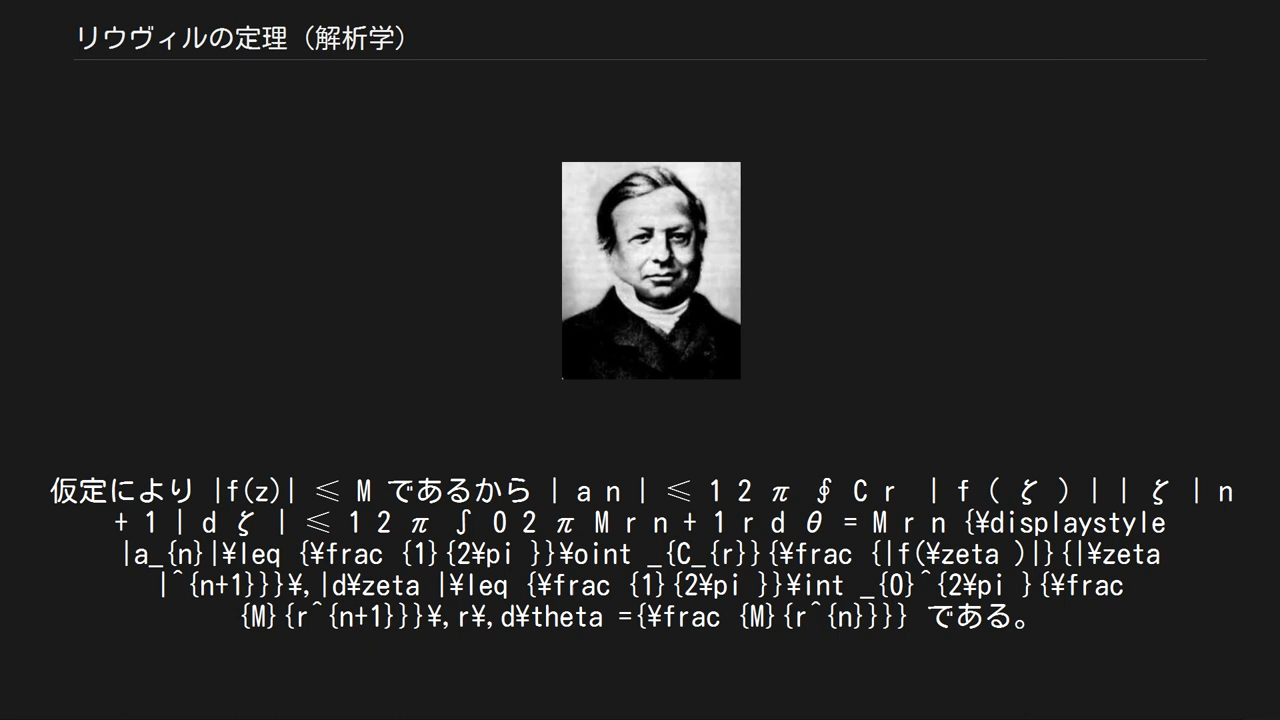 リウヴィルの定理（解析学）
仮定により |f(z)| ≤ M であるから | a n | ≤ 1 2 π ∮ C r | f ( ζ ) | | ζ | n
+ 1 | d ζ | ≤ 1 2 π ∫ 0 2 π M r n + 1 r d θ = M r n {¥displaystyle
|a_{n}|¥leq {¥frac {1}{2¥pi }}¥oint _{C_{r}}{¥frac {|f(¥zeta )|}{|¥zeta
|^{n+1}}}¥,|d¥zeta |¥leq {¥frac {1}{2¥pi }}¥int _{0}^{2¥pi }{¥frac
{M}{r^{n+1}}}¥,r¥,d¥theta ={¥frac {M}{r^{n}}}} である。